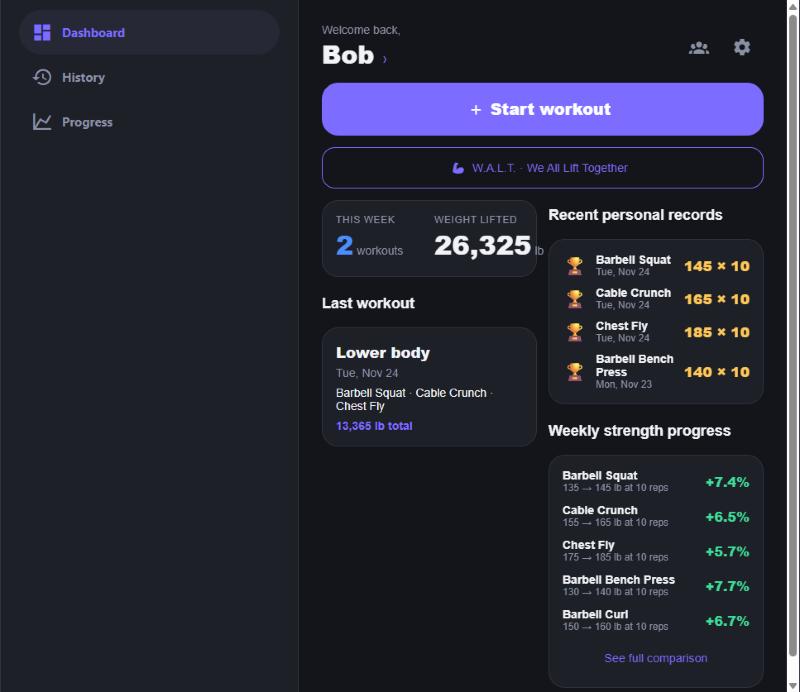 Dashboard
History
Progress
Welcome back,
Bob ›
+ Start workout
W.A.L.T. · We All Lift Together
THIS WEEK
2 workouts
WEIGHT LIFTED
26,325 lb
Last workout
Lower body
Tue, Nov 24
Barbell Squat · Cable Crunch ·
Chest Fly
13,365 lb total
Recent personal records
Barbell Squat
Tue, Nov 24
145 × 10
Cable Crunch
Tue, Nov 24
165 × 10
Chest Fly
Tue, Nov 24
185 × 10
Barbell Bench
Press
Mon, Nov 23
140 × 10
Weekly strength progress
Barbell Squat
135 → 145 lb at 10 reps
+7.4%
Cable Crunch
155 → 165 lb at 10 reps
+6.5%
Chest Fly
175 → 185 lb at 10 reps
+5.7%
Barbell Bench Press
130 → 140 lb at 10 reps
+7.7%
Barbell Curl
150 → 160 lb at 10 reps
+6.7%
See full comparison